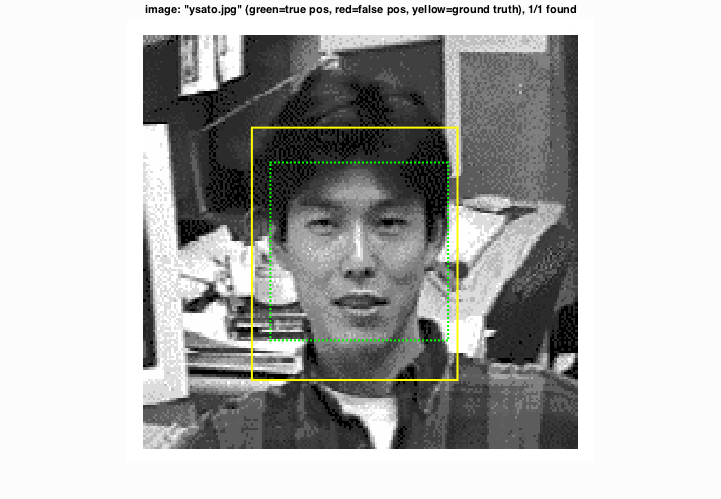 image: "ysato.jpg" (green=true pos, red=false pos, yellow=ground truth), 1/1 found